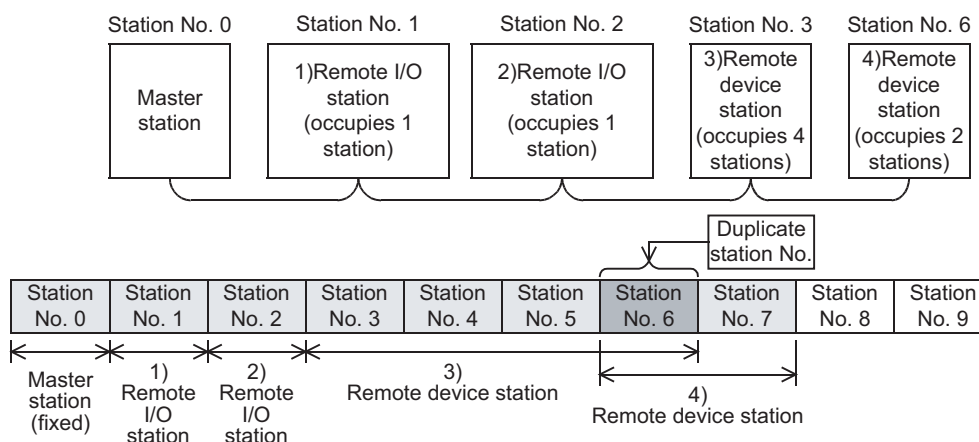 Station No. 0
Station No. 1
Station No. 2
Station No. 3
Station No. 6
Master
station
1)Remote I/O
station
(occupies 1
station)
2)Remote I/O
station
(occupies 1
station)
3)Remote
device
station
(occupies 4
stations)
4)Remote
device
station
(occupies 2
stations)
Duplicate
station No.
Station
No. 0
Station
No. 1
Station
No. 2
Station
No. 3
Station
No. 4
Station
No. 5
Station
No. 6
Station
No. 7
Station
No. 8
Station
No. 9
Master
station
(fixed)
1)
Remote
I/O
station
2)
Remote
I/O
station
3)
Remote device station
4)
Remote device station